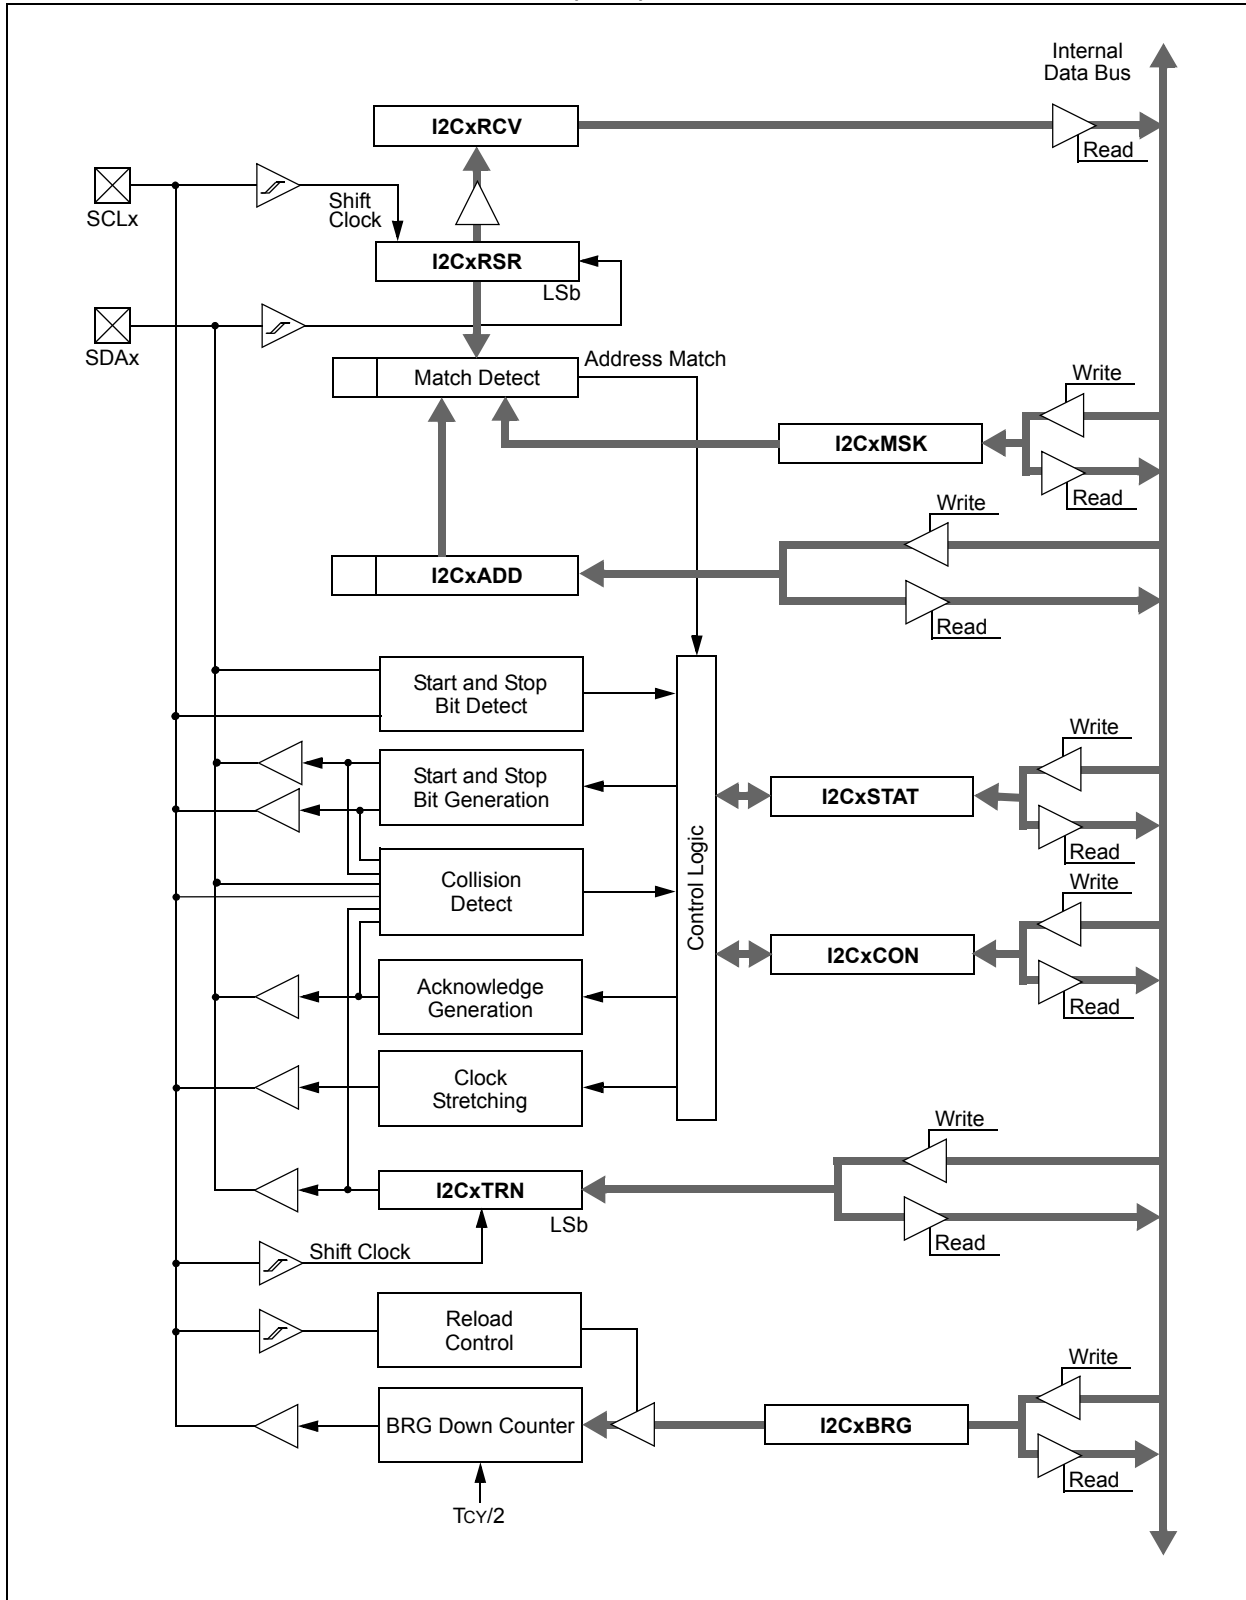 Internal
Data Bus
I2CxRCV
Read
SCLx
Shift
Clock
I2CxRSR
LSb
SDAx
Match Detect
Address Match
Write
I2CxMSK
Read
Write
I2CxADD
Read
Start and Stop
Bit Detect
Write
Start and Stop
Bit Generation
I2CxSTAT
Read
Control Logic
Collision
Detect
Write
I2CxCON
Read
Acknowledge
Generation
Clock
Stretching
Write
I2CxTRN
LSb
Read
Shift Clock
Reload
Control
Write
BRG Down Counter
I2CxBRG
Read
TCY/2